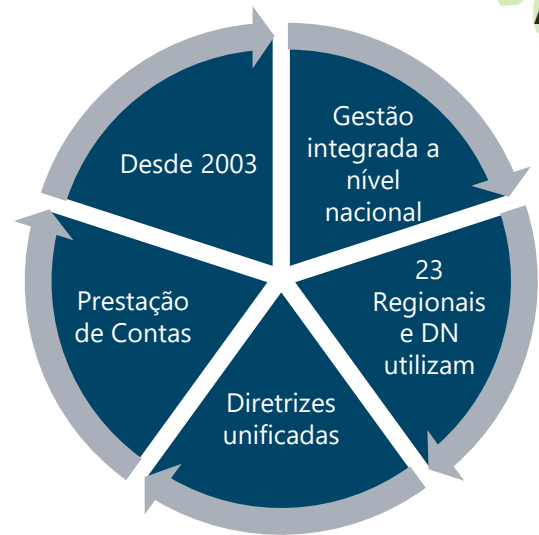 Gestão
integrada a
nível
nacional
23
Regionais
e DN
utilizam
Diretrizes
unificadas
Prestação
de Contas
Desde 2003